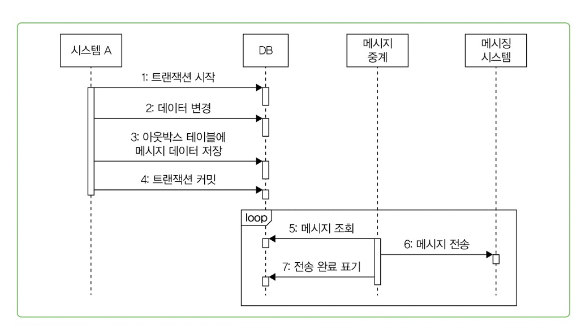 시스템 A
DB
메시지
중계
메시징
시스템
1: 트랜잭션 시작
2: 데이터 변경
3: 아웃박스 테이블에
메시지 데이터 저장
4: 트랜잭션 커밋
loop
5: 메시지 조회
6: 메시지 전송
7: 전송 완료 표기